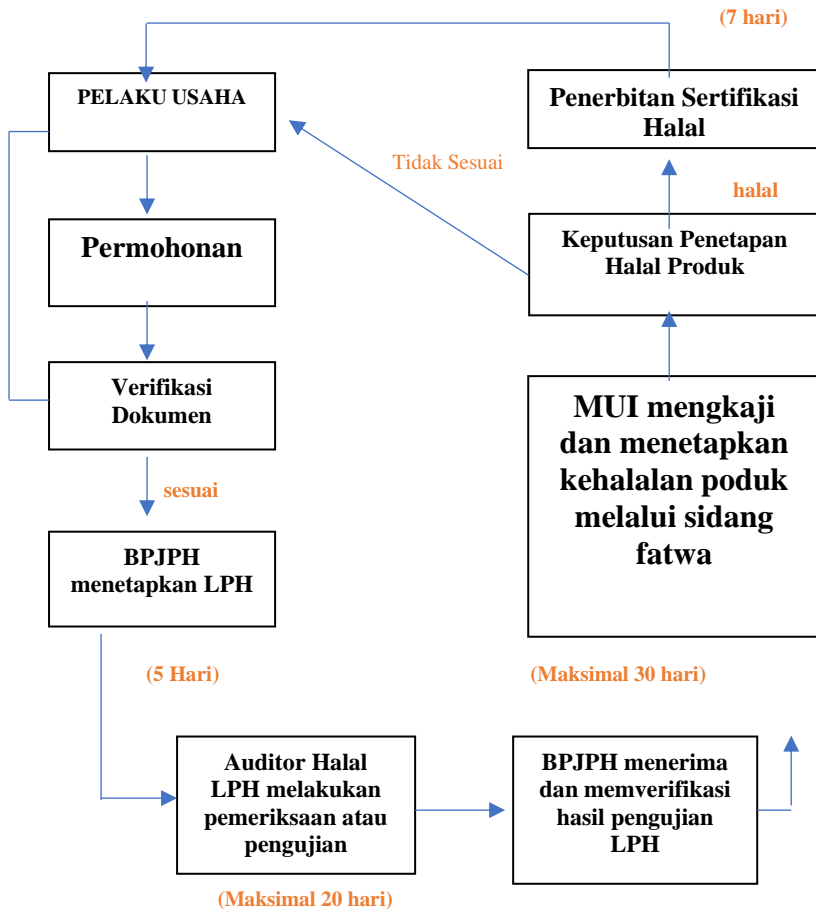 (7 hari)
PELAKU USAHA
Penerbitan Sertifikasi
Halal
Tidak Sesuai
halal
Permohonan
Keputusan Penetapan
Halal Produk
Verifikasi
Dokumen
MUI mengkaji
dan menetapkan
kehalalan poduk
melalui sidang
fatwa
sesuai
BPJPH
menetapkan LPH
(5 Hari)
(Maksimal 30 hari)
Auditor Halal
LPH melakukan
pemeriksaan atau
pengujian
BPJPH menerima
dan memverifikasi
hasil pengujian
LPH
(Maksimal 20 hari)